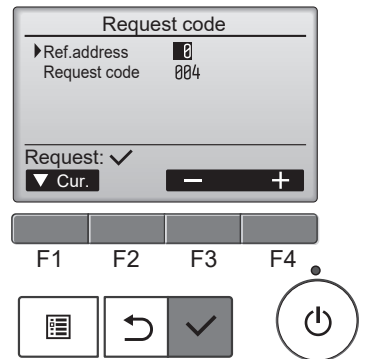 Request code
Ref.address 0
Request code 004
Request: ✓
▼ Cur. − +
F1 F2 F3 F4